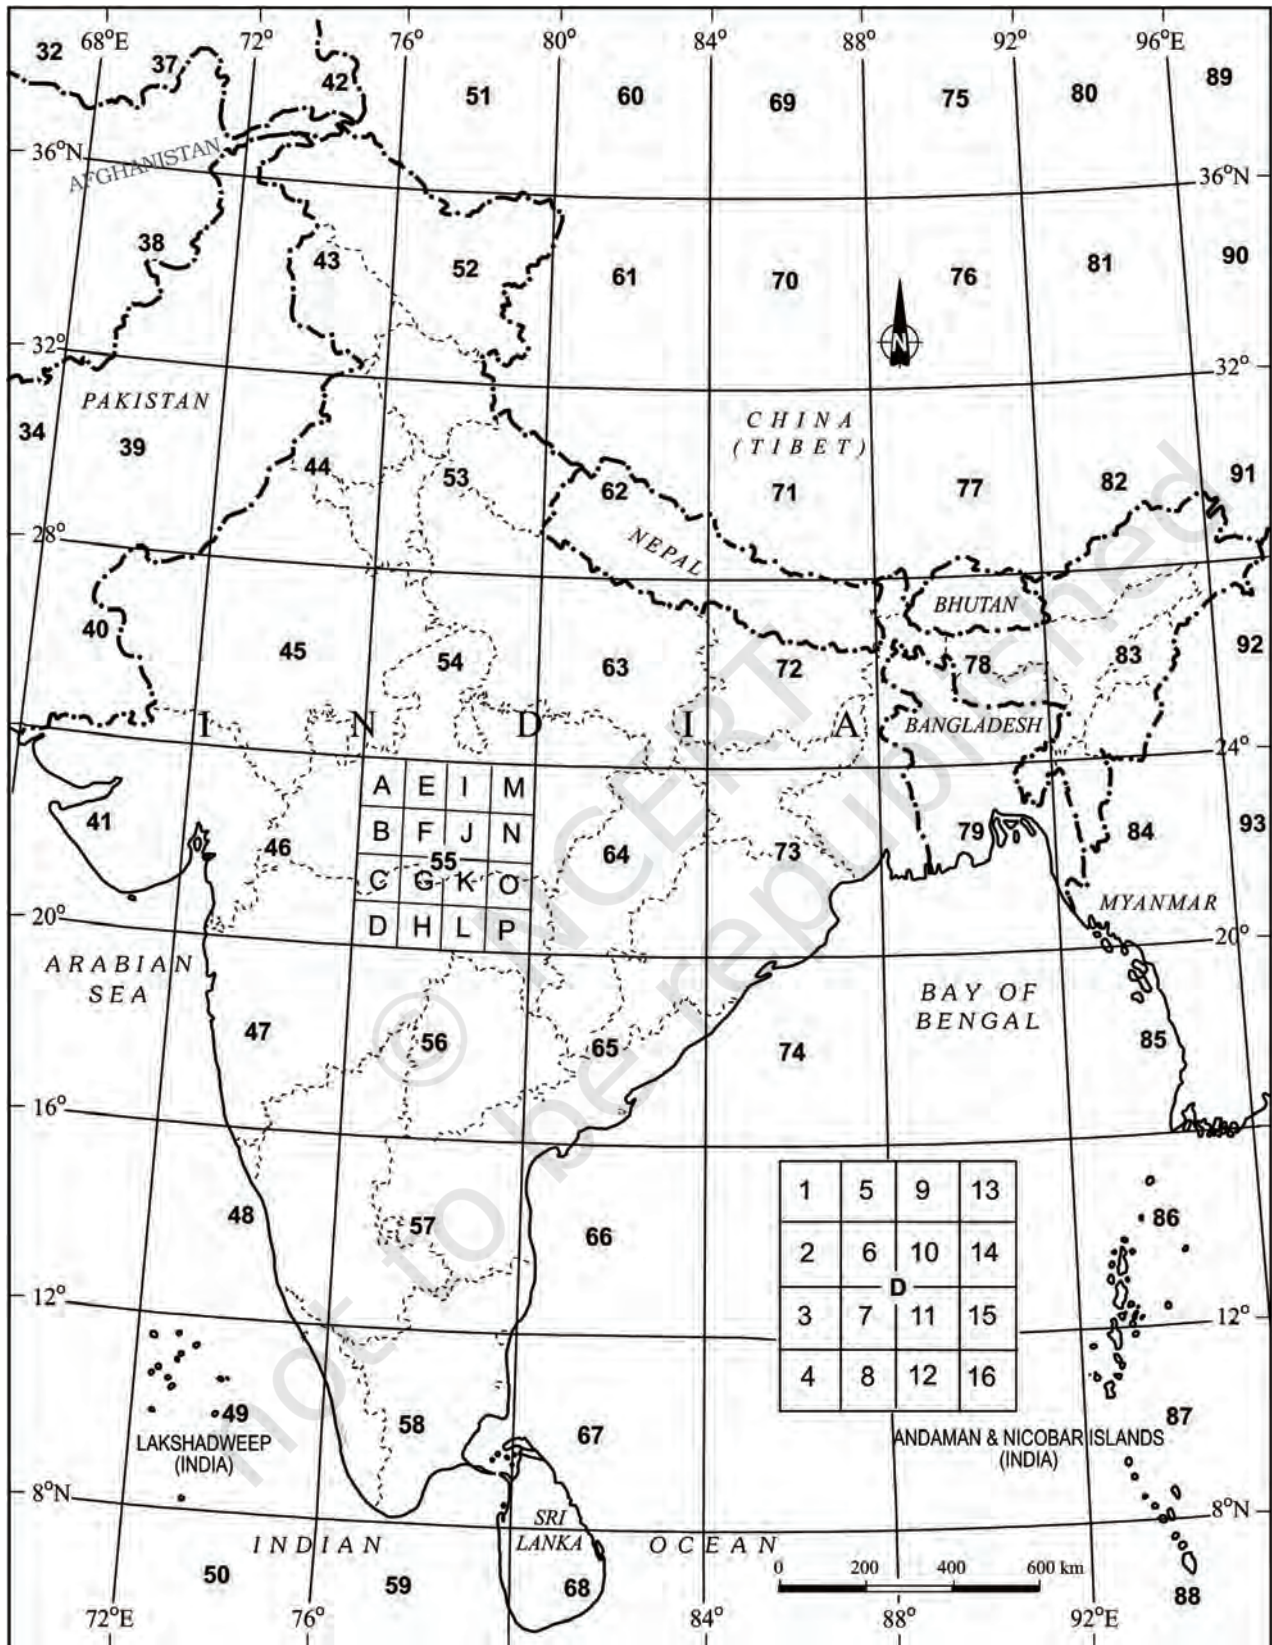 68°E 72° 76° 80° 84° 88° 92° 96°E
32 37 42 51 60 69 75 80 89
36°N
AFGHANISTAN
36°N
38 43 52 61 70 76 81 90
N
32°
32°
PAKISTAN
CHINA
(TIBET)
34 39 44 53 62 71 77 82 91
28°
NEPAL
BHUTAN
40 45 54 63 72 78 83 92
I N D I A
BANGLADESH
24°
A E I M
B F J N
55
C G K O
D H L P
41 46 64 73 79 84 93
MYANMAR
20°
20°
ARABIAN
SEA
BAY OF
BENGAL
47 56 65 74 85
16°
1 5 9 13
2 6 10 14
D
3 7 11 15
4 8 12 16
48 57 66 86
12°
12°
49 58 67 87
LAKSHADWEEP
(INDIA)
ANDAMAN & NICOBAR ISLANDS
(INDIA)
8°N
8°N
SRI
LANKA
INDIAN OCEAN
0 200 400 600 km
50 59 68 88
72°E 76° 84° 88° 92°E
© NCERT
not to be republished